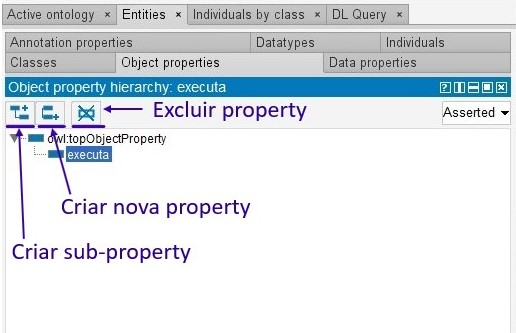 Active ontology × Entities × Individuals by class × DL Query ×
Annotation properties Datatypes Individuals
Classes Object properties Data properties
Object property hierarchy: executa
Excluir property
Asserted
owl:topObjectProperty
executa
Criar nova property
Criar sub-property